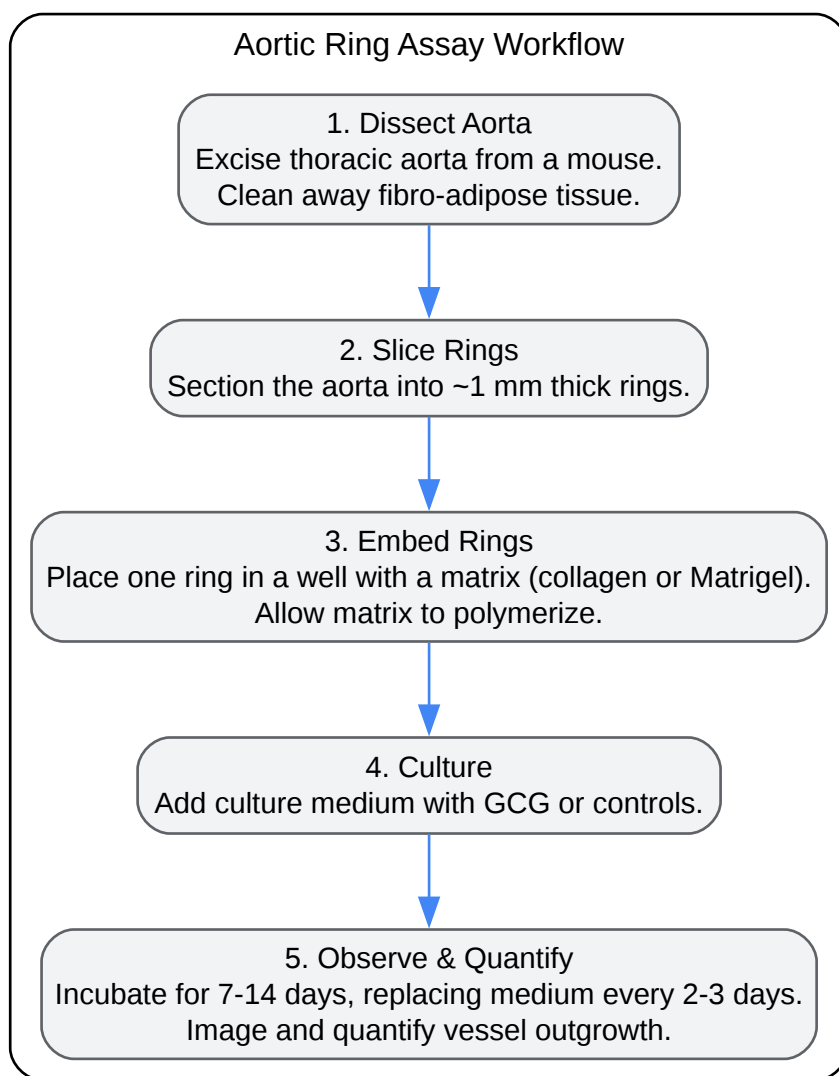 Aortic Ring Assay Workflow
1. Dissect Aorta
Excise thoracic aorta from a mouse.
Clean away fibro-adipose tissue.
2. Slice Rings
Section the aorta into ~1 mm thick rings.
3. Embed Rings
Place one ring in a well with a matrix (collagen or Matrigel).
Allow matrix to polymerize.
4. Culture
Add culture medium with GCG or controls.
5. Observe & Quantify
Incubate for 7-14 days, replacing medium every 2-3 days.
Image and quantify vessel outgrowth.